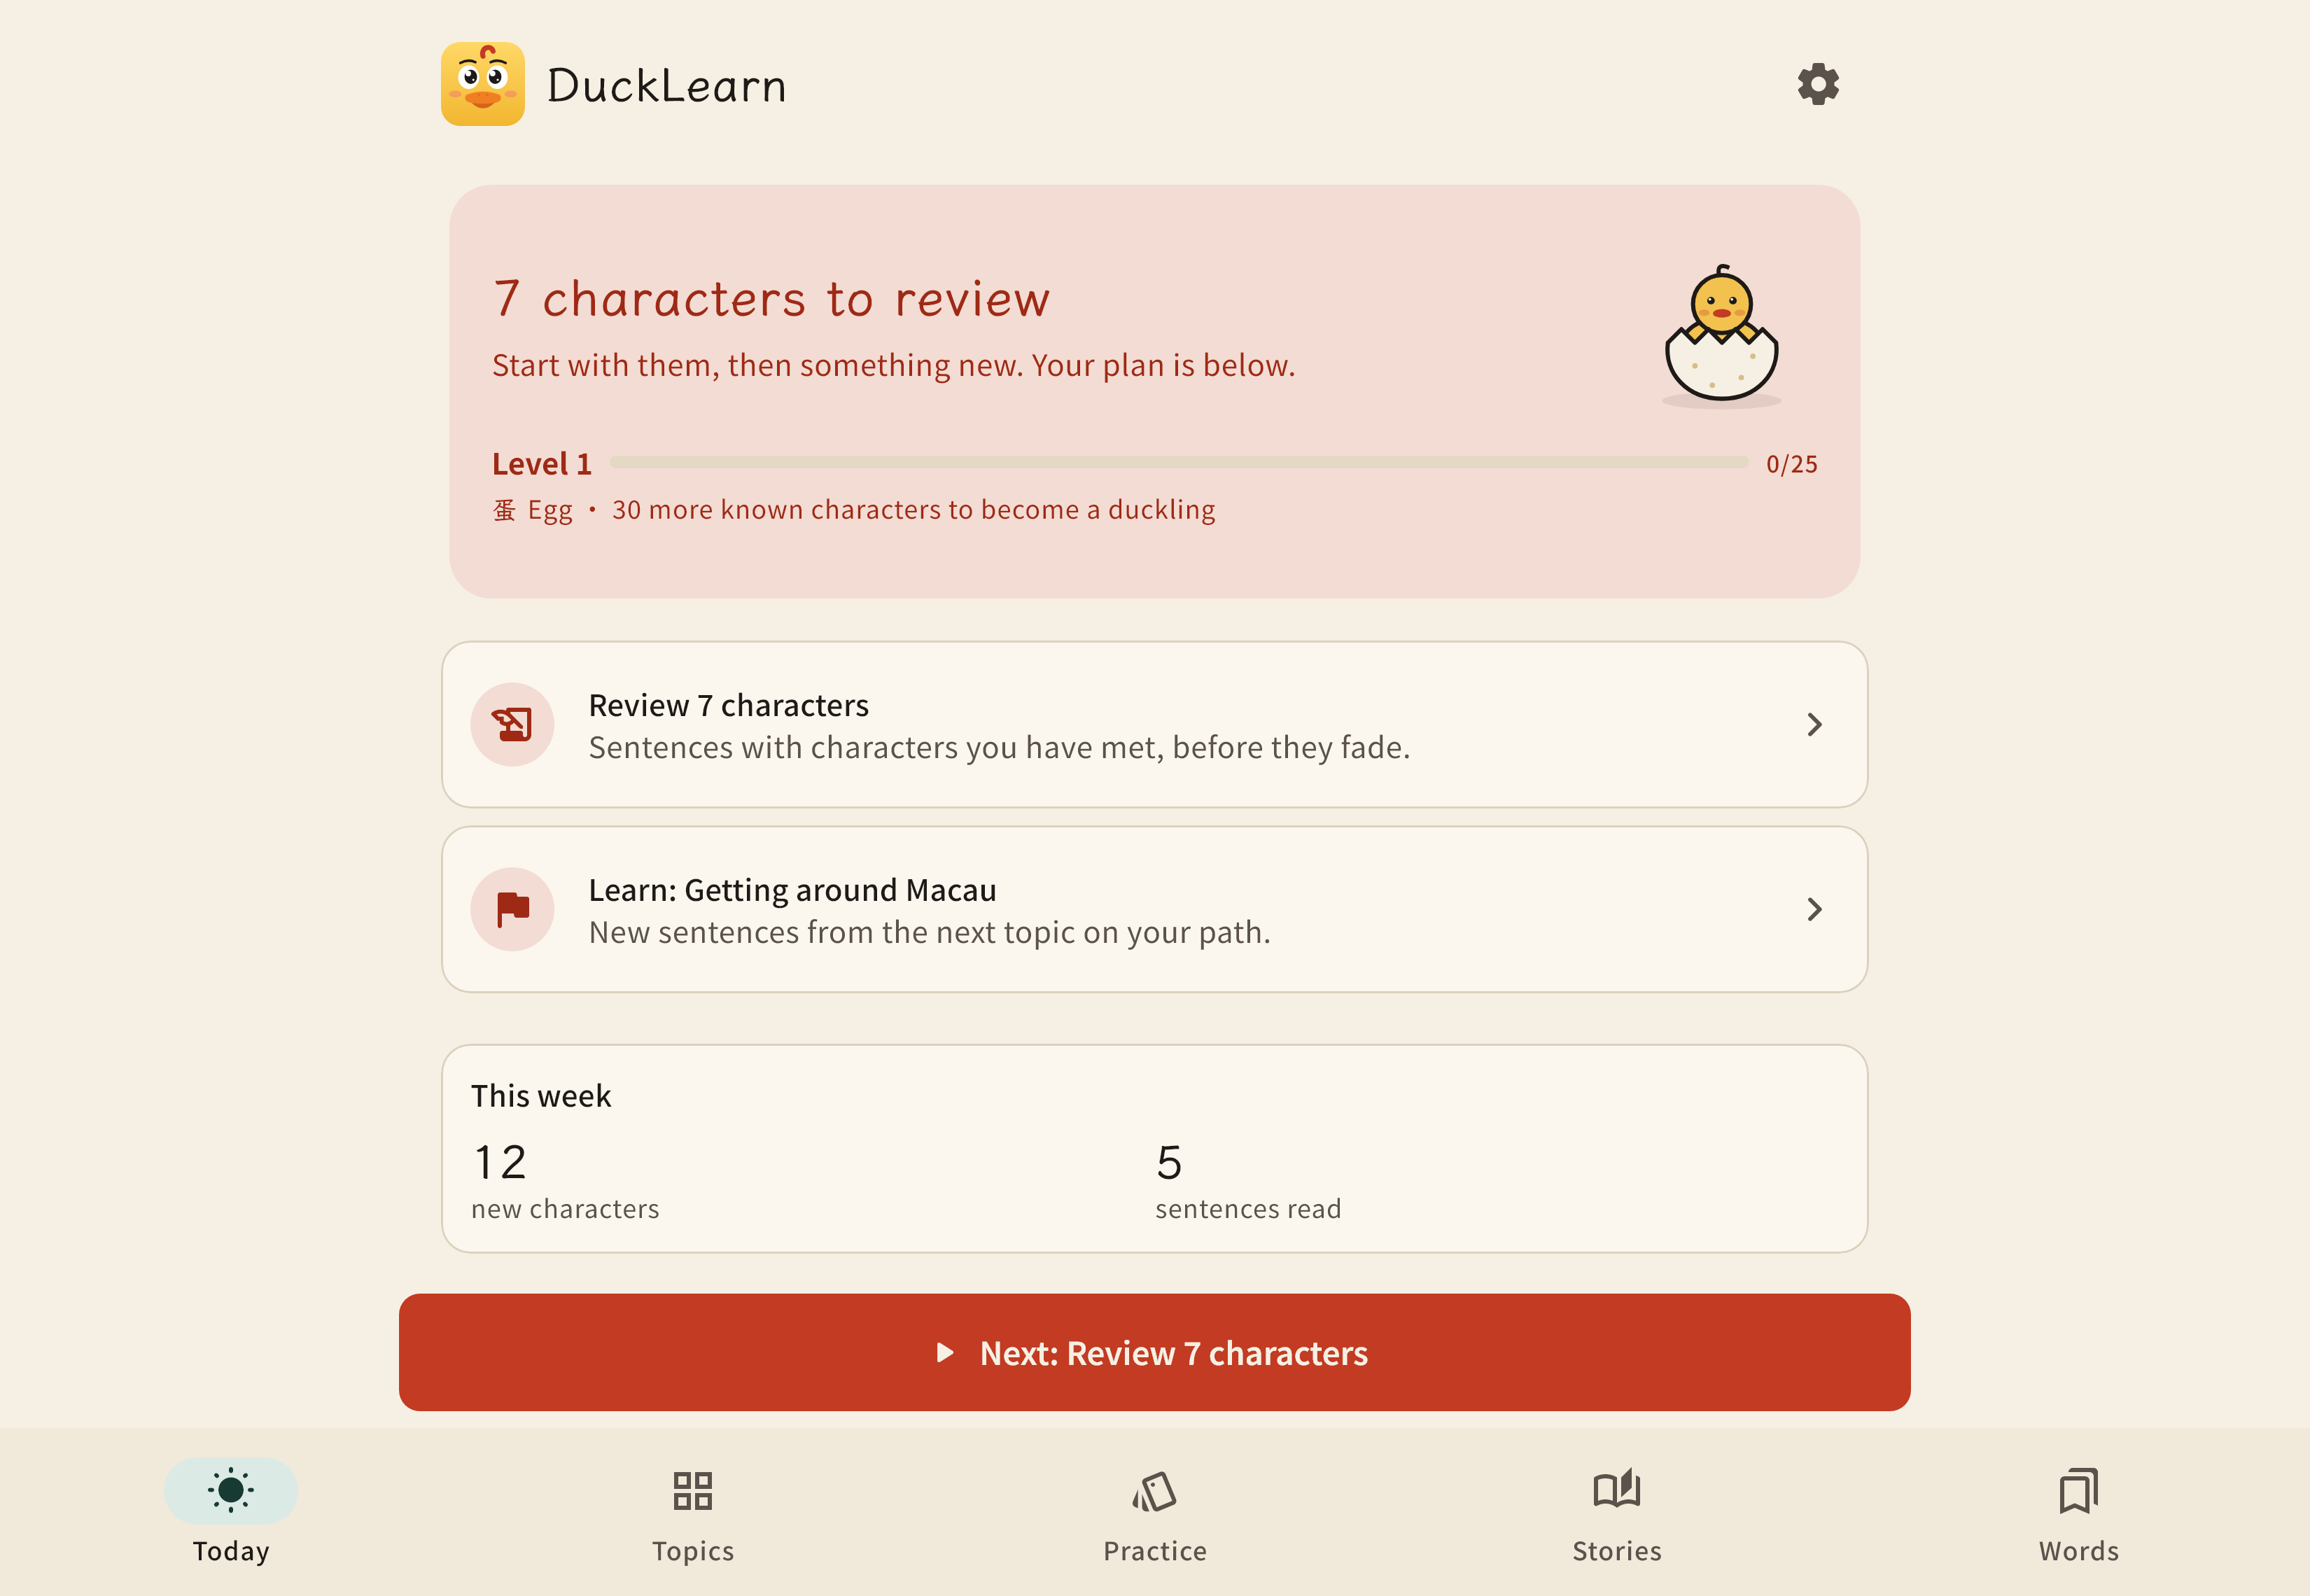 DuckLearn
7 characters to review
Start with them, then something new. Your plan is below.
Level 1 0/25
蛋 Egg • 30 more known characters to become a duckling
Review 7 characters
Sentences with characters you have met, before they fade.
Learn: Getting around Macau
New sentences from the next topic on your path.
This week
12 5
new characters sentences read
Next: Review 7 characters
Today Topics Practice Stories Words